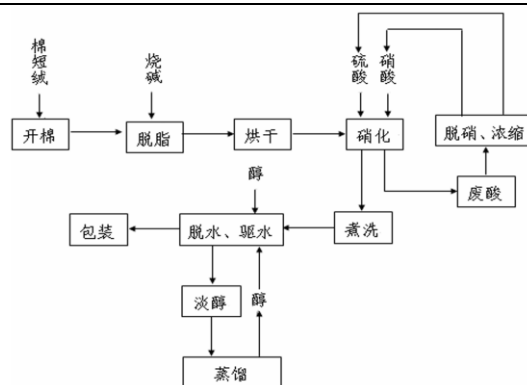 棉短绒
烧碱
硫酸
硝酸
开棉
脱脂
烘干
硝化
脱硝、浓缩
醇
废酸
包装
脱水、驱水
煮洗
淡醇
醇
蒸馏